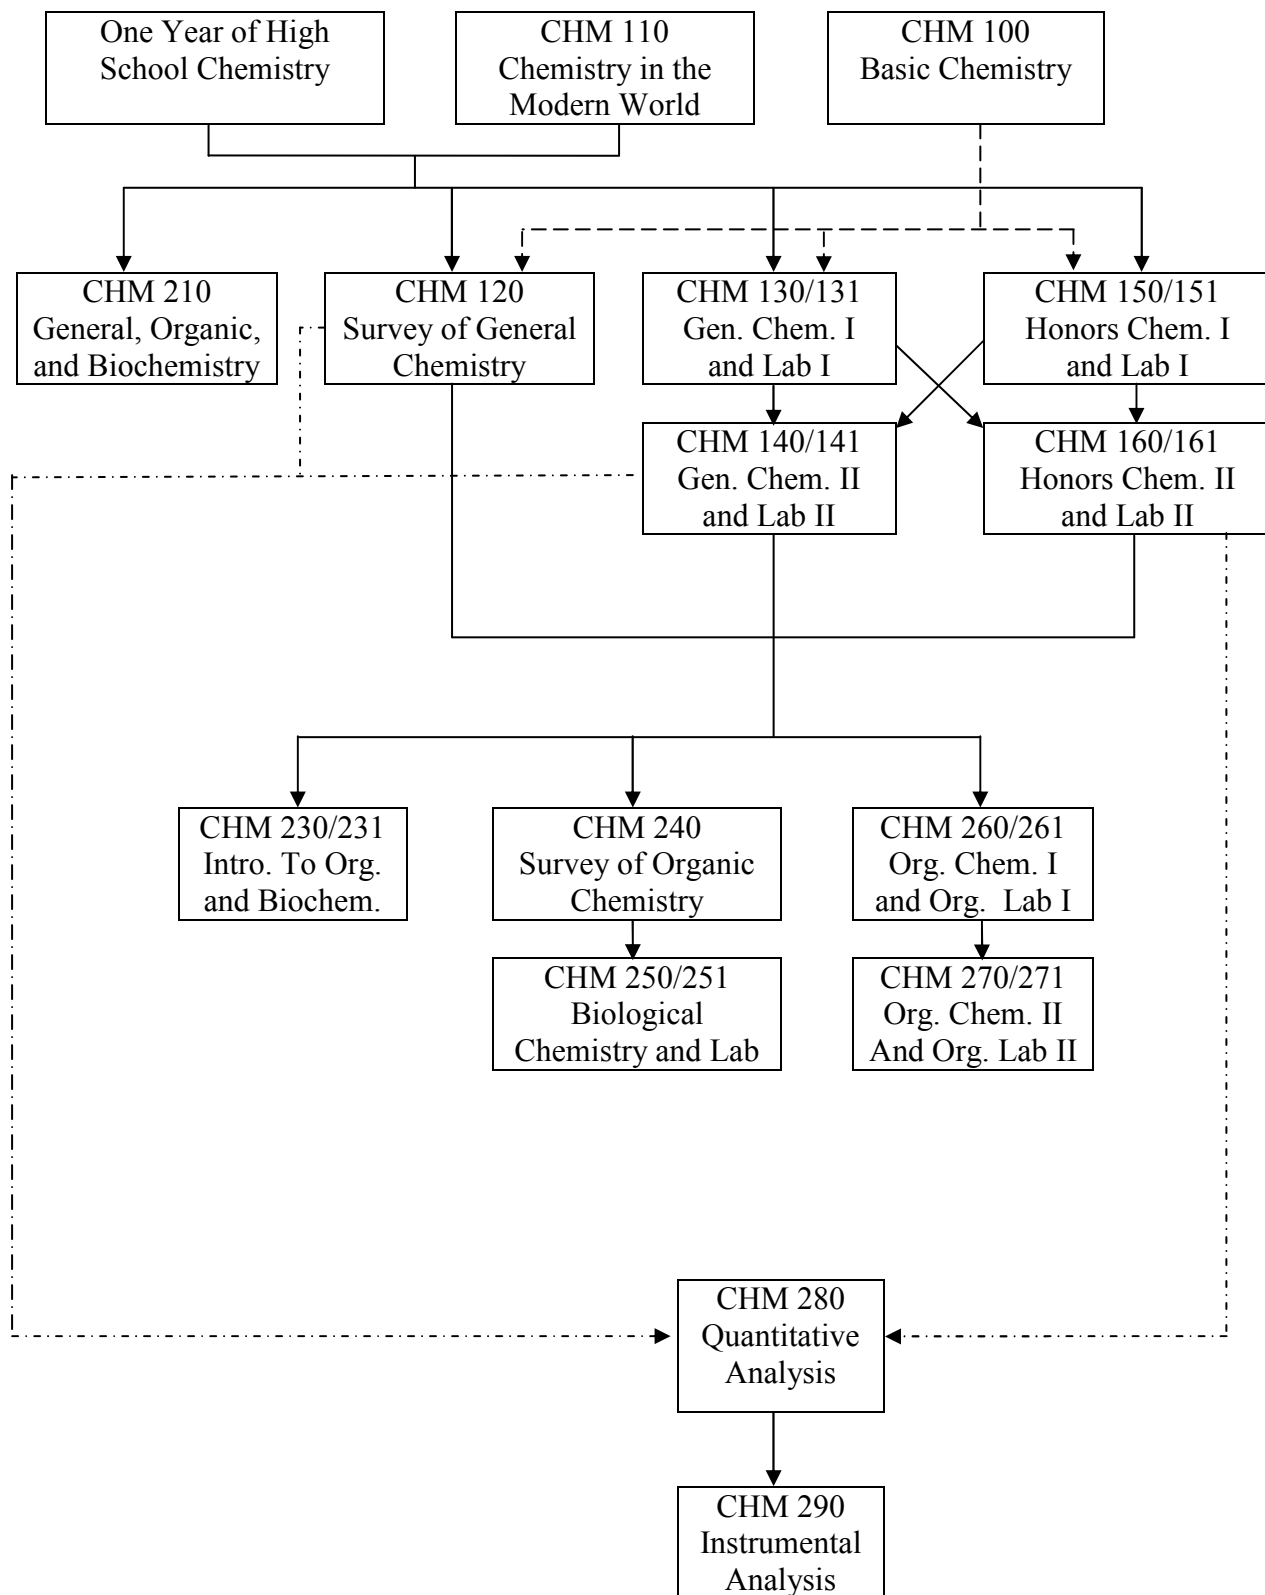 One Year of High
School Chemistry
CHM 110
Chemistry in the
Modern World
CHM 100
Basic Chemistry
CHM 210
General, Organic,
and Biochemistry
CHM 120
Survey of General
Chemistry
CHM 130/131
Gen. Chem. I
and Lab I
CHM 150/151
Honors Chem. I
and Lab I
CHM 140/141
Gen. Chem. II
and Lab II
CHM 160/161
Honors Chem. II
and Lab II
CHM 230/231
Intro. To Org.
and Biochem.
CHM 240
Survey of Organic
Chemistry
CHM 260/261
Org. Chem. I
and Org. Lab I
CHM 250/251
Biological
Chemistry and Lab
CHM 270/271
Org. Chem. II
And Org. Lab II
CHM 280
Quantitative
Analysis
CHM 290
Instrumental
Analysis